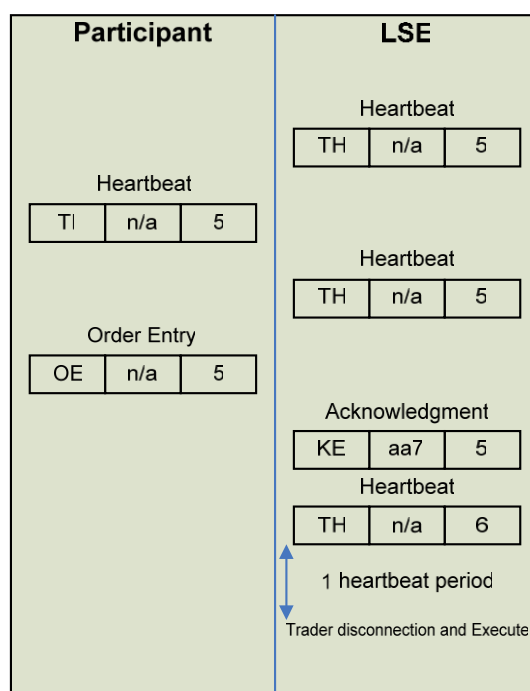 Participant
LSE
Heartbeat
TH n/a 5
Heartbeat
TI n/a 5
Heartbeat
TH n/a 5
Order Entry
OE n/a 5
Acknowledgment
KE aa7 5
Heartbeat
TH n/a 6
1 heartbeat period
Trader disconnection and Execute